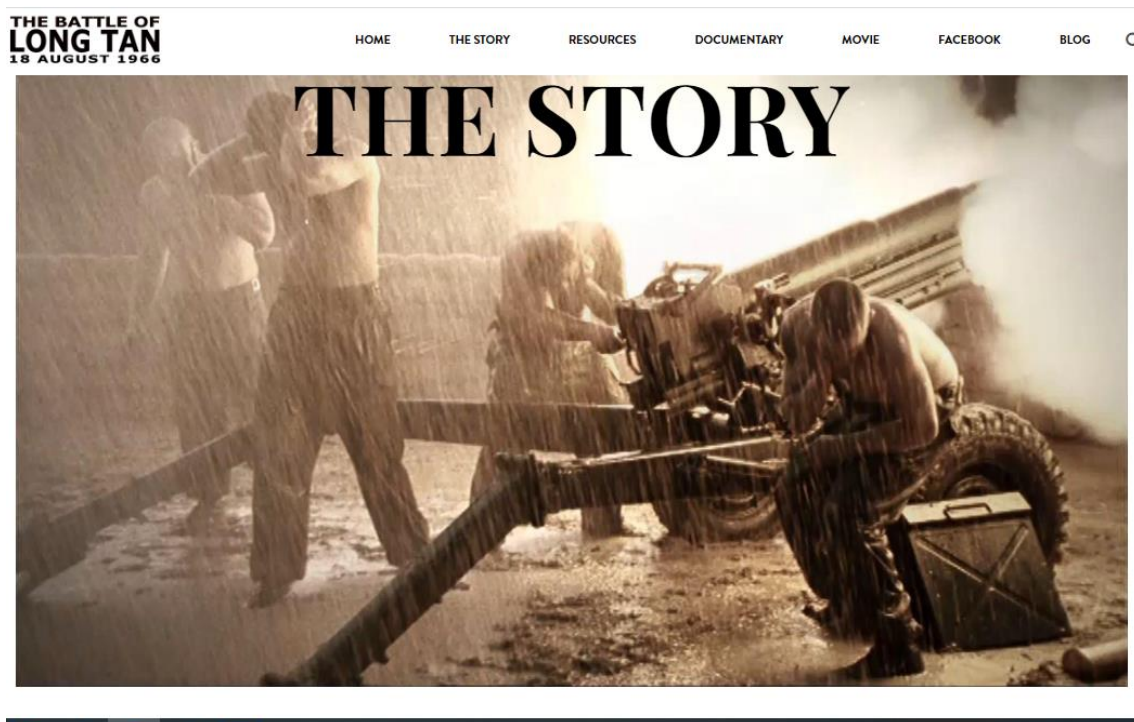 THE BATTLE OF
LONG TAN
18 AUGUST 1966
HOME THE STORY RESOURCES DOCUMENTARY MOVIE FACEBOOK BLOG
THE STORY